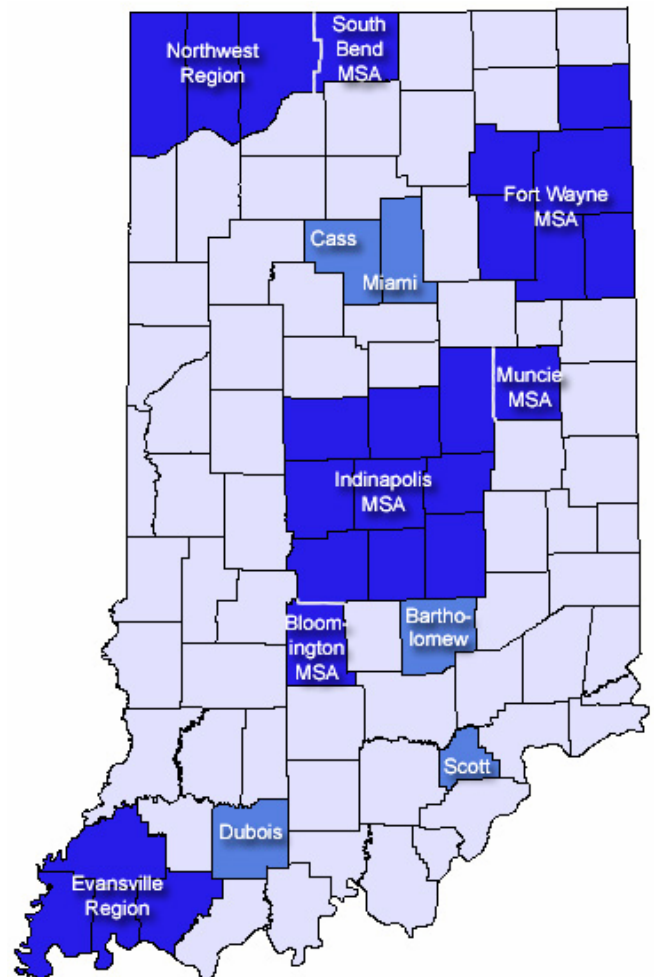 Northwest
Region
South
Bend
MSA
Fort Wayne
MSA
Cass
Miami
Muncie
MSA
Indinapolis
MSA
Bloom-
ington
MSA
Bartho-
lomew
Scott
Dubois
Evansville
Region